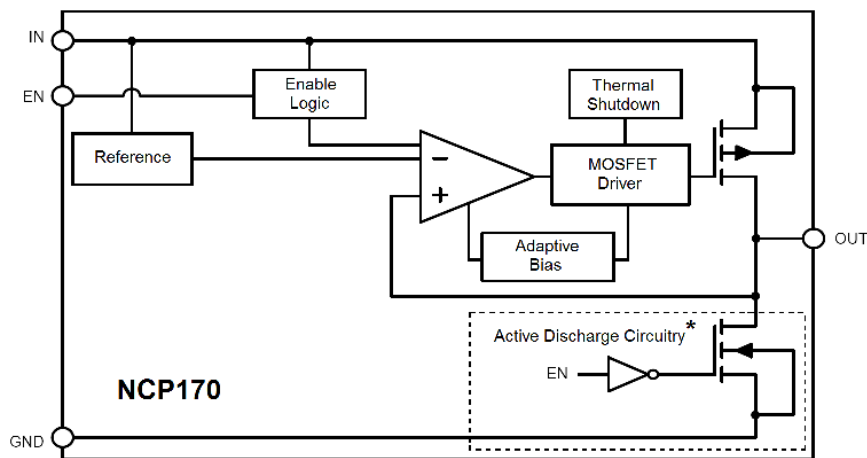 IN
EN
Enable
Logic
Thermal
Shutdown
Reference
−
+
MOSFET
Driver
Adaptive
Bias
OUT
Active Discharge Circuitry*
EN
NCP170
GND